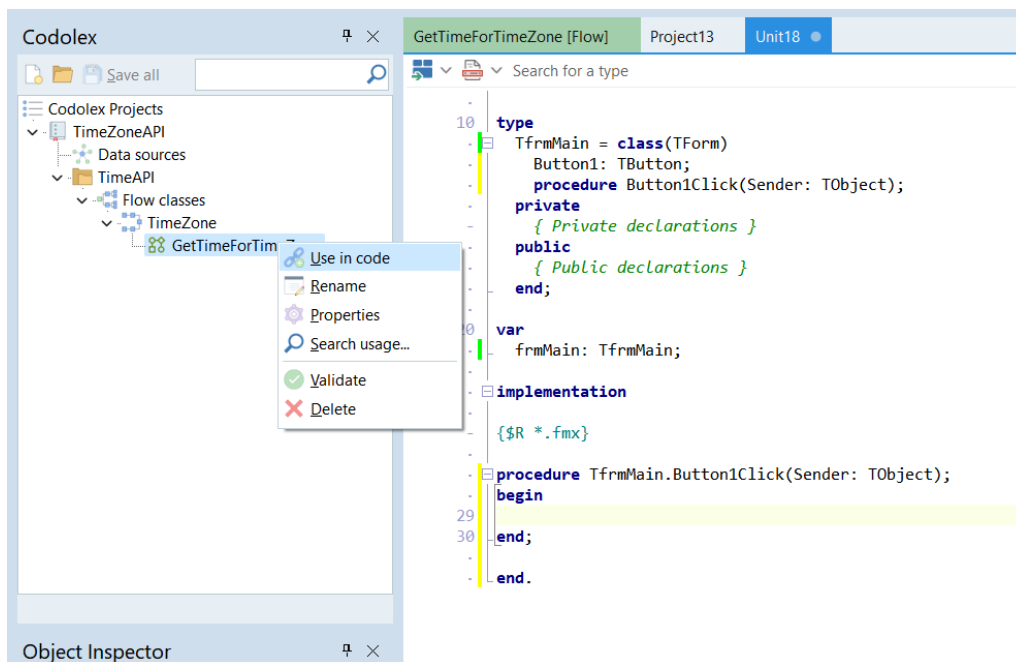 Codolex
Save all
Codolex Projects
TimeZoneAPI
Data sources
TimeAPI
Flow classes
TimeZone
GetTimeForTim
Use in code
Rename
Properties
Search usage...
Validate
Delete
Object Inspector
GetTimeForTimeZone [Flow] Project13 Unit18
Search for a type
10 type
TfrmMain = class(TForm)
Button1: TButton;
procedure Button1Click(Sender: TObject);
private
{ Private declarations }
public
{ Public declarations }
end;
var
frmMain: TfrmMain;
implementation
{$R *.fmx}
procedure TfrmMain.Button1Click(Sender: TObject);
begin
29
30 end;
end.